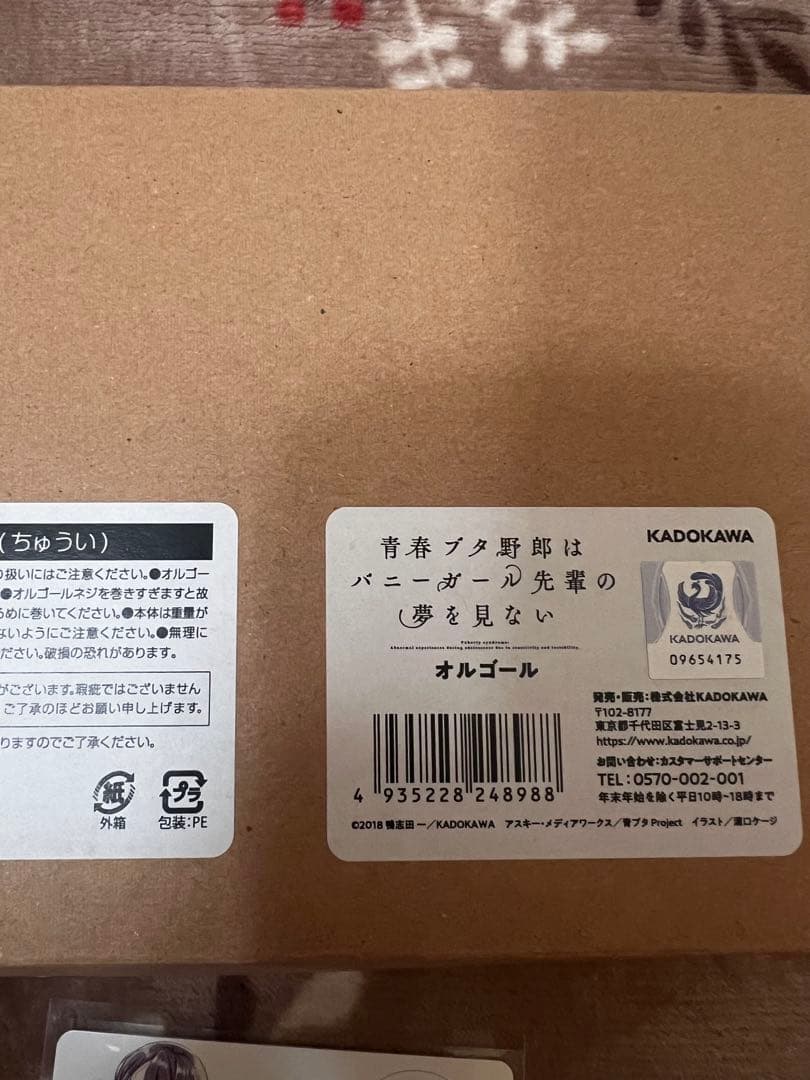 (ちゅうい)
り扱いにはご注意ください。●オルゴー
●オルゴールネジを巻きすぎますと故
るめに巻いてください。●本体は重量が
ないようにご注意ください。●無理に
ださい。破損の恐れがあります。
がございます。瑕疵ではございません
ご了承のほどお願い申し上げます。
りますのでご了承ください。
紙
外箱
プラ
包装:PE
青春ブタ野郎は
バニーガール先輩の
夢を見ない
Puberty syndrome:
Abnormal experiences during adolescence due to sensitivity and instability.
オルゴール
4 935228 248988
KADOKAWA
KADOKAWA
09654175
発売・販売:株式会社KADOKAWA
〒102-8177
東京都千代田区富士見2-13-3
https://www.kadokawa.co.jp/
お問い合わせ:カスタマーサポートセンター
TEL:0570-002-001
年末年始を除く平日10時~18時まで
©2018 鴨志田 一/KADOKAWA アスキー・メディアワークス/青ブタ Project イラスト/溝口ケージ